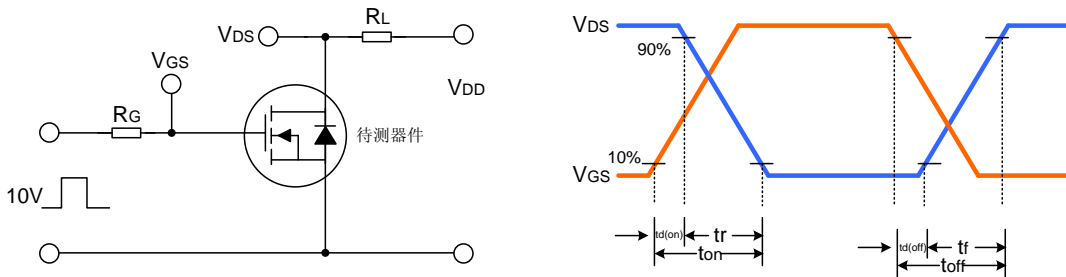 VDS
RL
VGS
VDD
RG
待测器件
10V
VDS
90%
10%
VGS
td(on)
tr
ton
td(off)
tf
toff